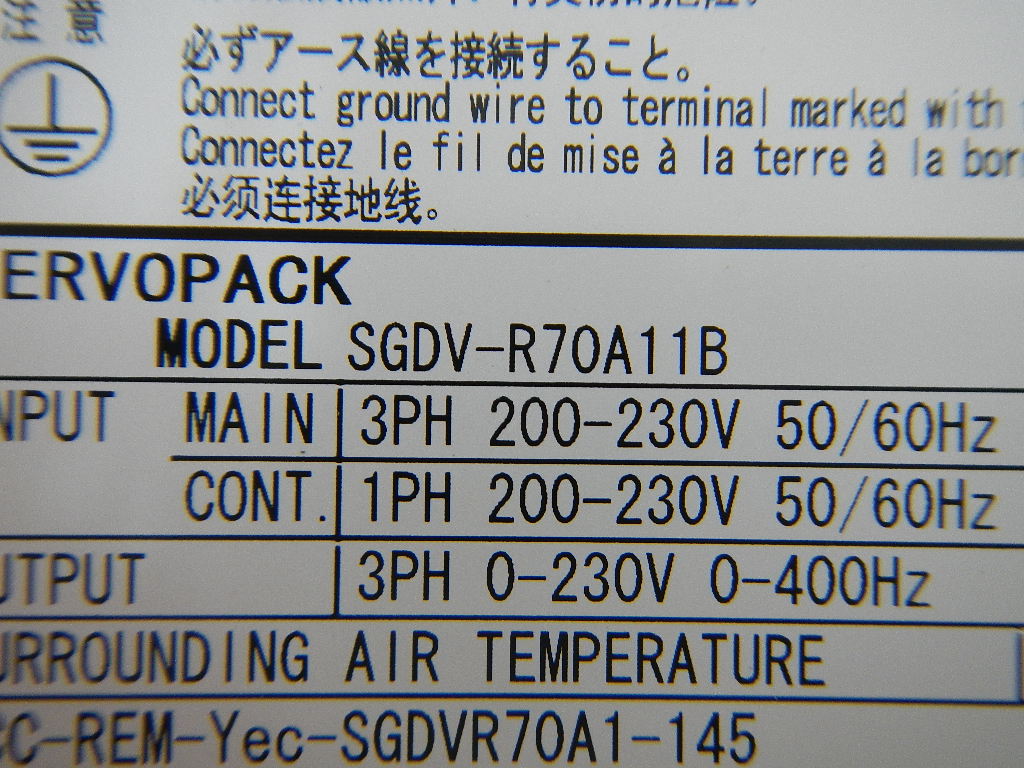 注 意
必ずアース線を接続すること。
Connect ground wire to terminal marked with
Connectez le fil de mise à la terre à la bor
必须连接地线。
ERVOPACK
MODEL SGDV-R70A11B
NPUT MAIN 3PH 200-230V 50/60Hz
CONT. 1PH 200-230V 50/60Hz
UTPUT 3PH 0-230V 0-400Hz
URROUNDING AIR TEMPERATURE
CC-REM-Yec-SGDVR70A1-145